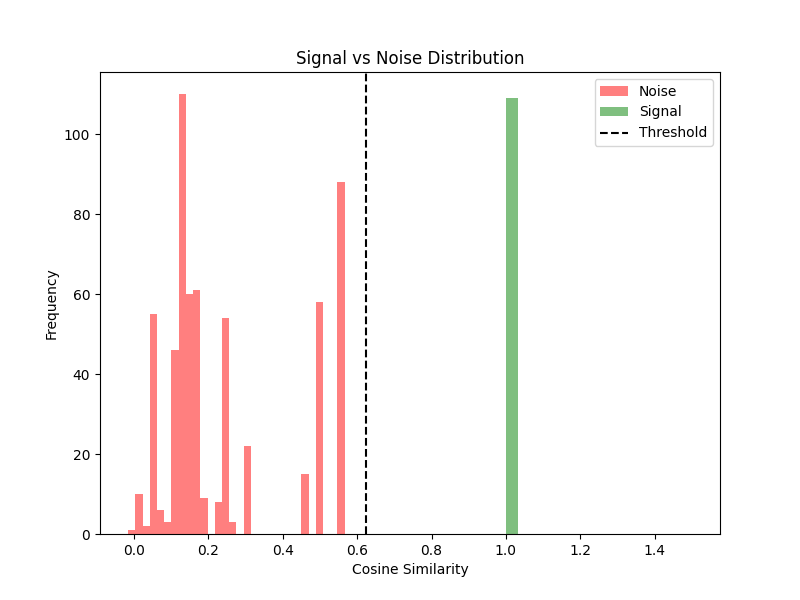 Signal vs Noise Distribution
Noise
Signal
Threshold
Frequency
100
80
60
40
20
0
0.0 0.2 0.4 0.6 0.8 1.0 1.2 1.4
Cosine Similarity